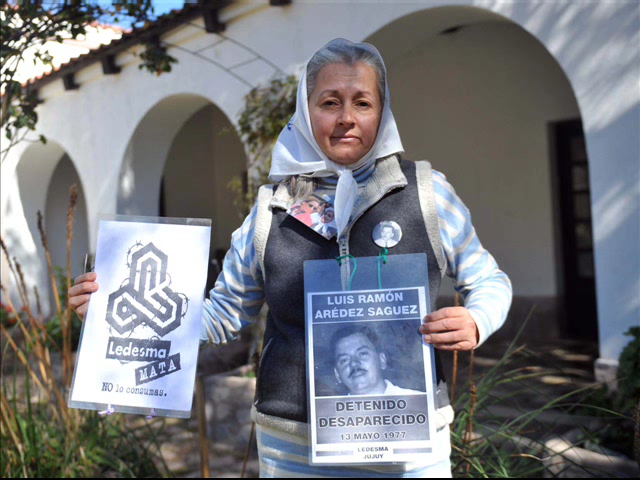 Ledesma
MATA
NO lo consumas.
LUIS RAMÓN
ARÉDEZ SAGUEZ
DETENIDO
DESAPARECIDO
13 MAYO 1977
LEDESMA
JUJUY